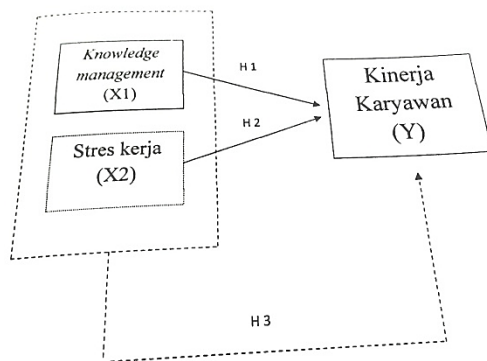 Knowledge
management
(X1)
H 1
Kinerja
Karyawan
(Y)
H 2
Stres kerja
(X2)
H 3